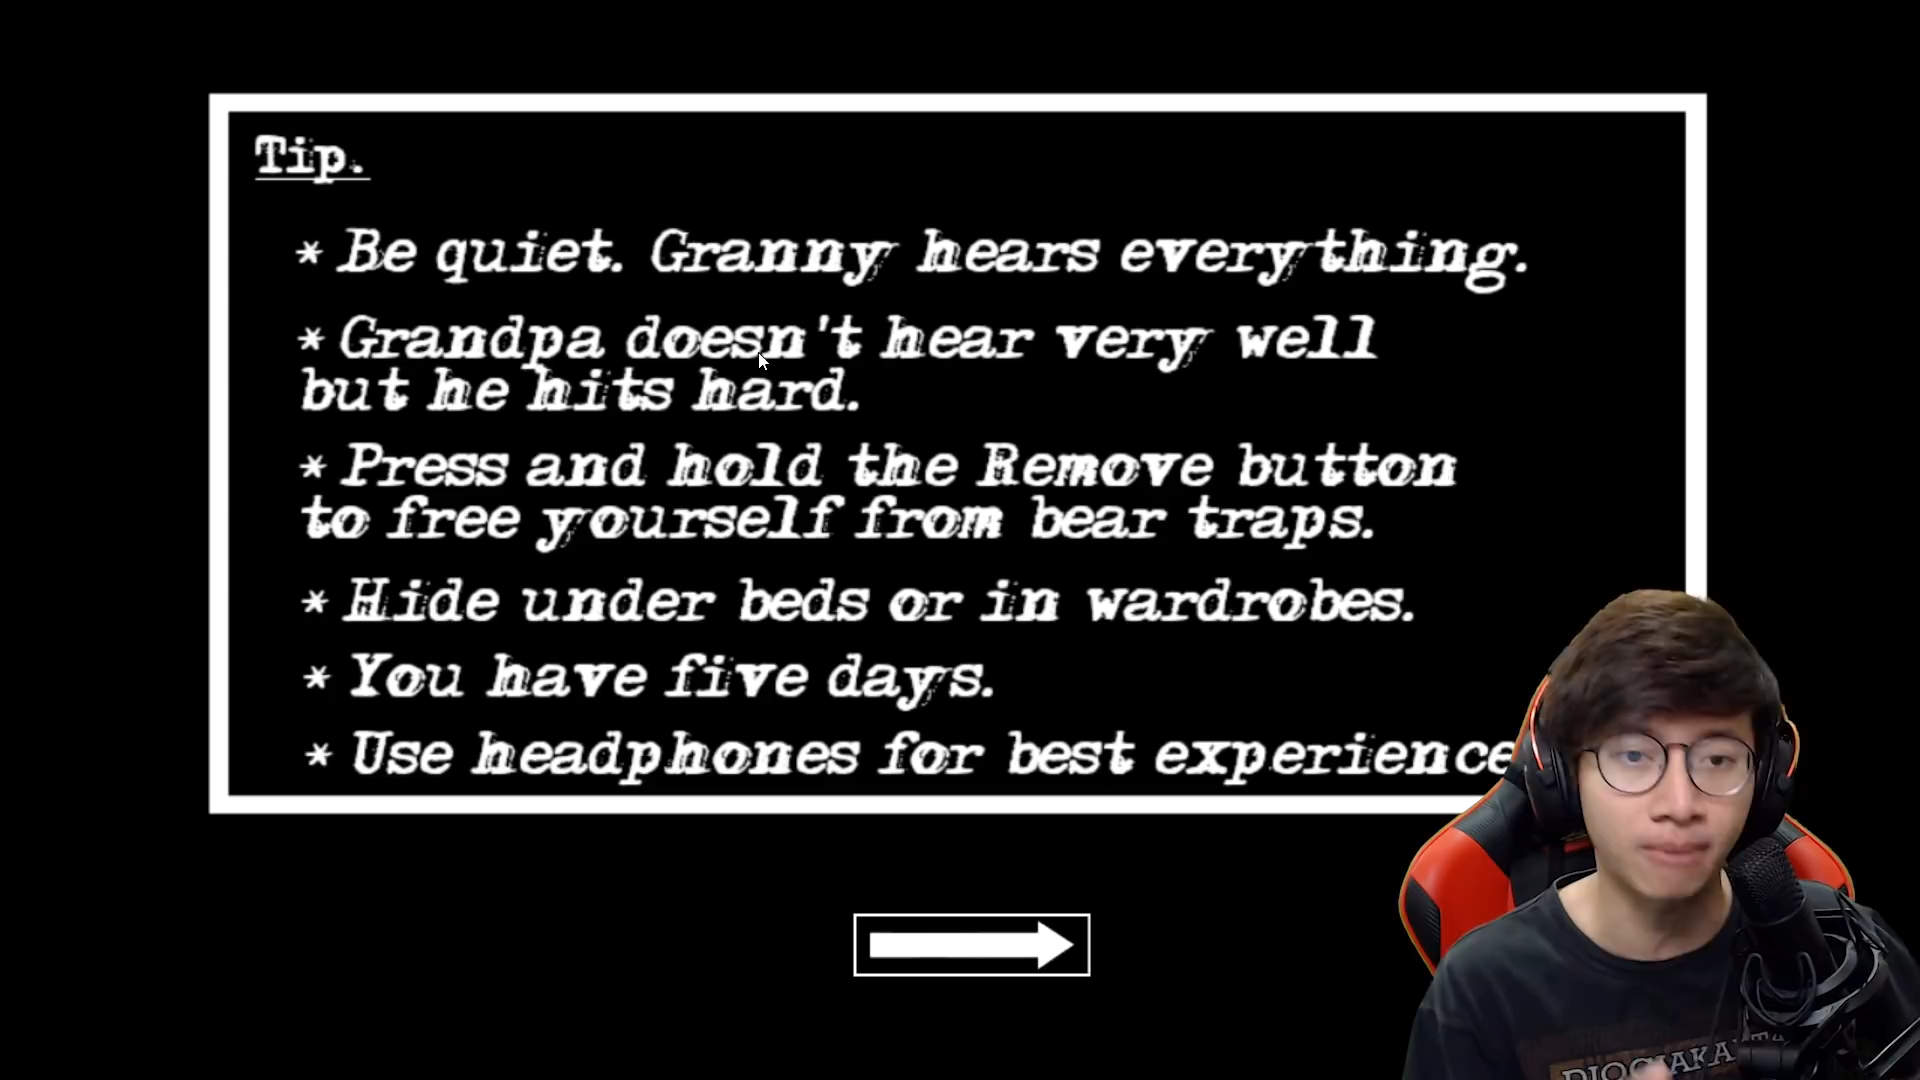 Tip.
* Be quiet. Granny hears everything.
* Grandpa doesn't hear very well
but he hits hard.
* Press and hold the Remove button
to free yourself from bear traps.
* Hide under beds or in wardrobes.
* You have five days.
* Use headphones for best experience